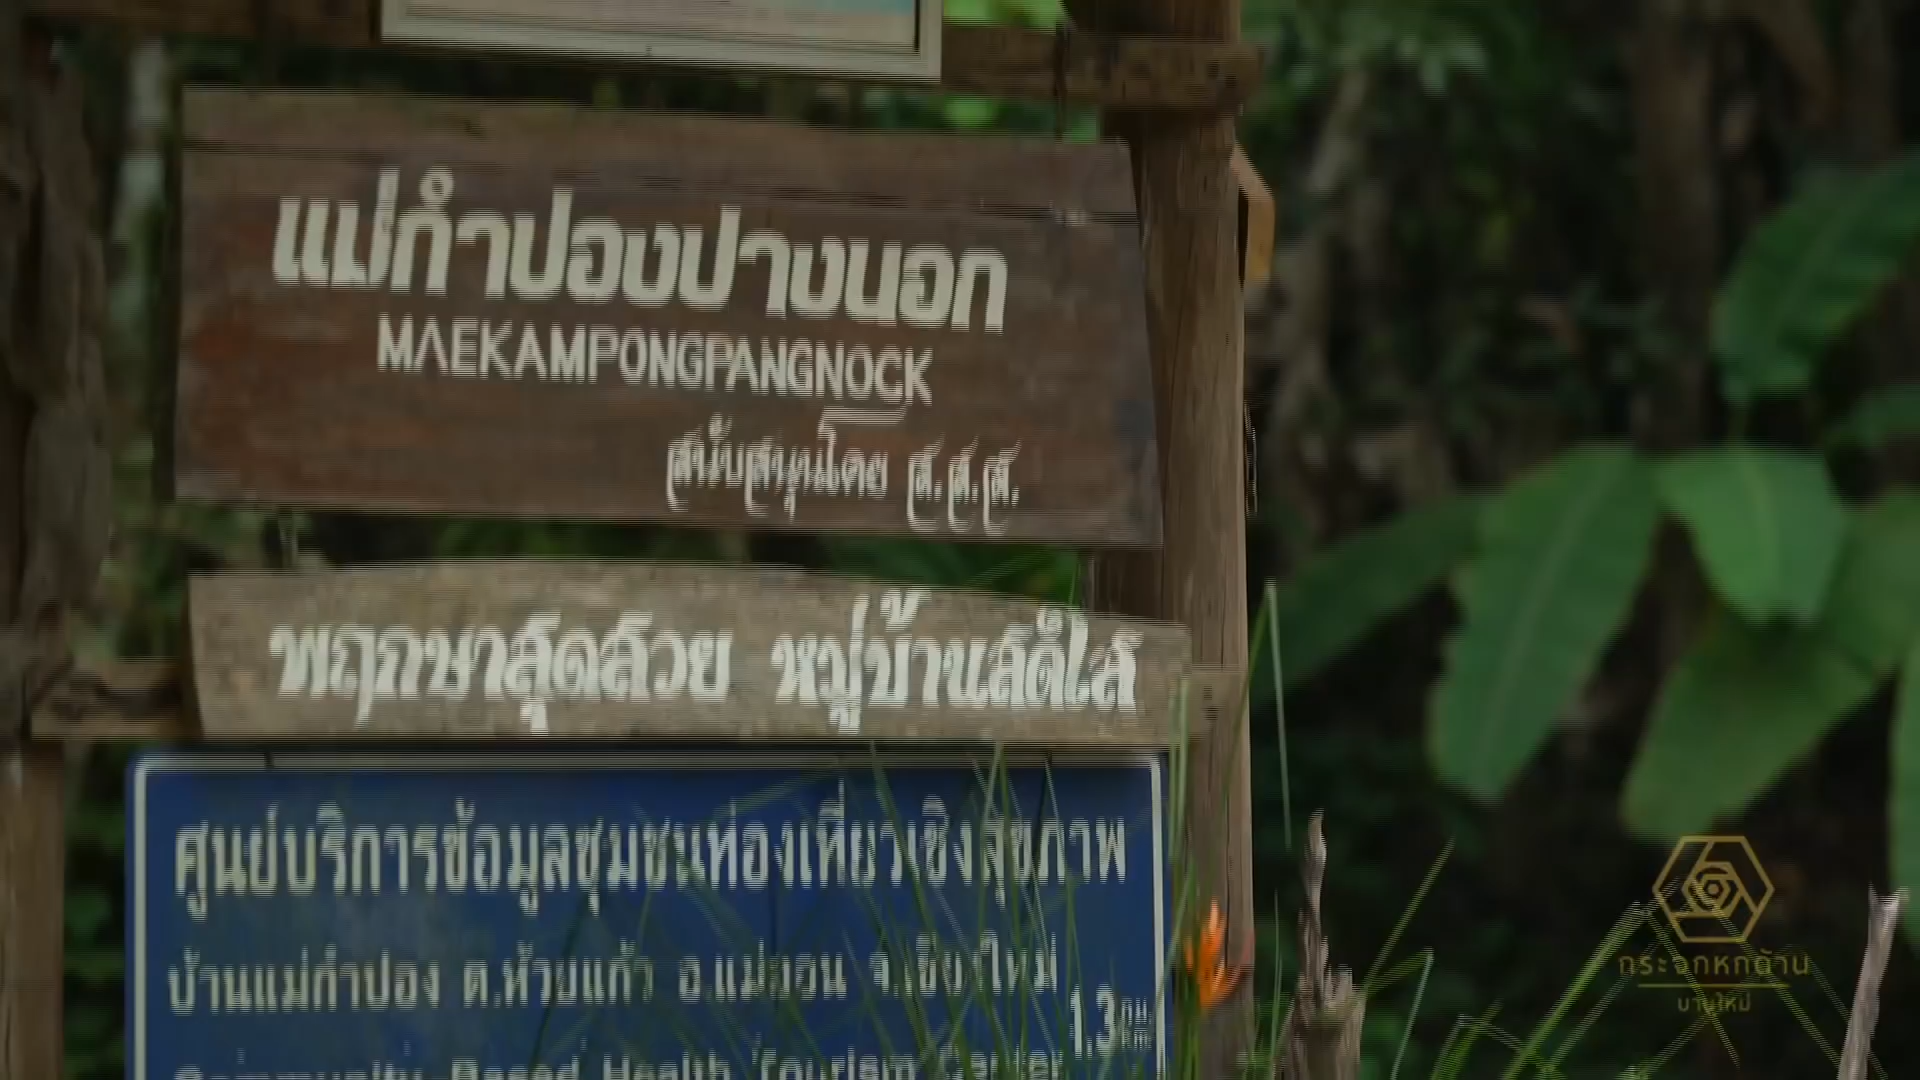 แม่กำปองปางนอก
MAEKAMPONGPANGNOCK
สนับสนุนโดย ส.ส.ส.
พฤกษาสุดสวย หมู่บ้านสดใส
ศูนย์บริการข้อมูลชุมชนท่องเที่ยวเชิงสุขภาพ
บ้านแม่กำปอง ต.ห้วยแก้ว อ.แม่ออน จ.เชียงใหม่
1.3 กม. KM.
Community Based Health Tourism Center
กระจกหกด้าน
บานใหม่